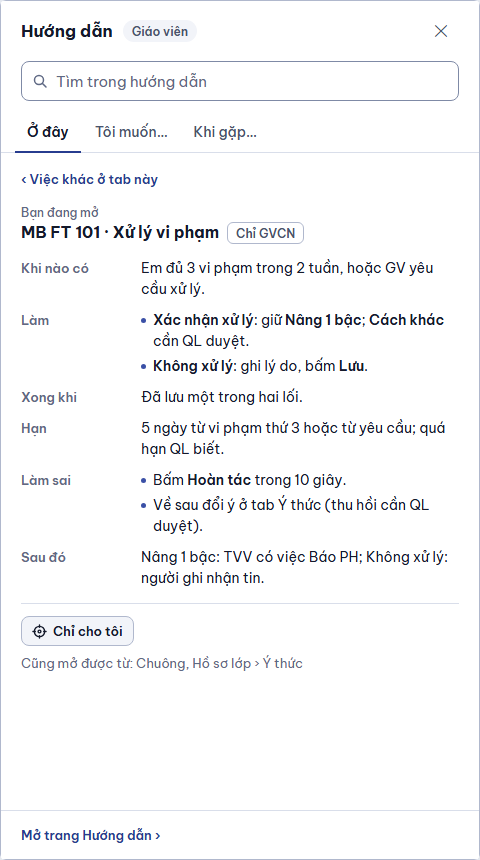 Hướng dẫn Giáo viên
Tìm trong hướng dẫn
Ở đây Tôi muốn... Khi gặp...
‹ Việc khác ở tab này
Bạn đang mở
MB FT 101 · Xử lý vi phạm Chỉ GVCN
Khi nào có Em đủ 3 vi phạm trong 2 tuần, hoặc GV yêu
cầu xử lý.
Làm • Xác nhận xử lý: giữ Nâng 1 bậc; Cách khác
cần QL duyệt.
• Không xử lý: ghi lý do, bấm Lưu.
Xong khi Đã lưu một trong hai lối.
Hạn 5 ngày từ vi phạm thứ 3 hoặc từ yêu cầu; quá
hạn QL biết.
Làm sai • Bấm Hoàn tác trong 10 giây.
• Về sau đổi ý ở tab Ý thức (thu hồi cần QL
duyệt).
Sau đó Nâng 1 bậc: TVV có việc Báo PH; Không xử lý:
người ghi nhận tin.
Chỉ cho tôi
Cũng mở được từ: Chuông, Hồ sơ lớp › Ý thức
Mở trang Hướng dẫn ›